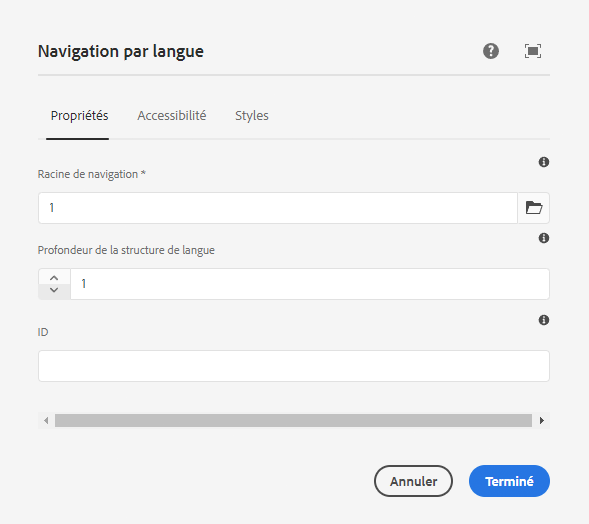 Navigation par langue
Propriétés Accessibilité Styles
Racine de navigation *
1
Profondeur de la structure de langue
1
ID
Annuler Terminé